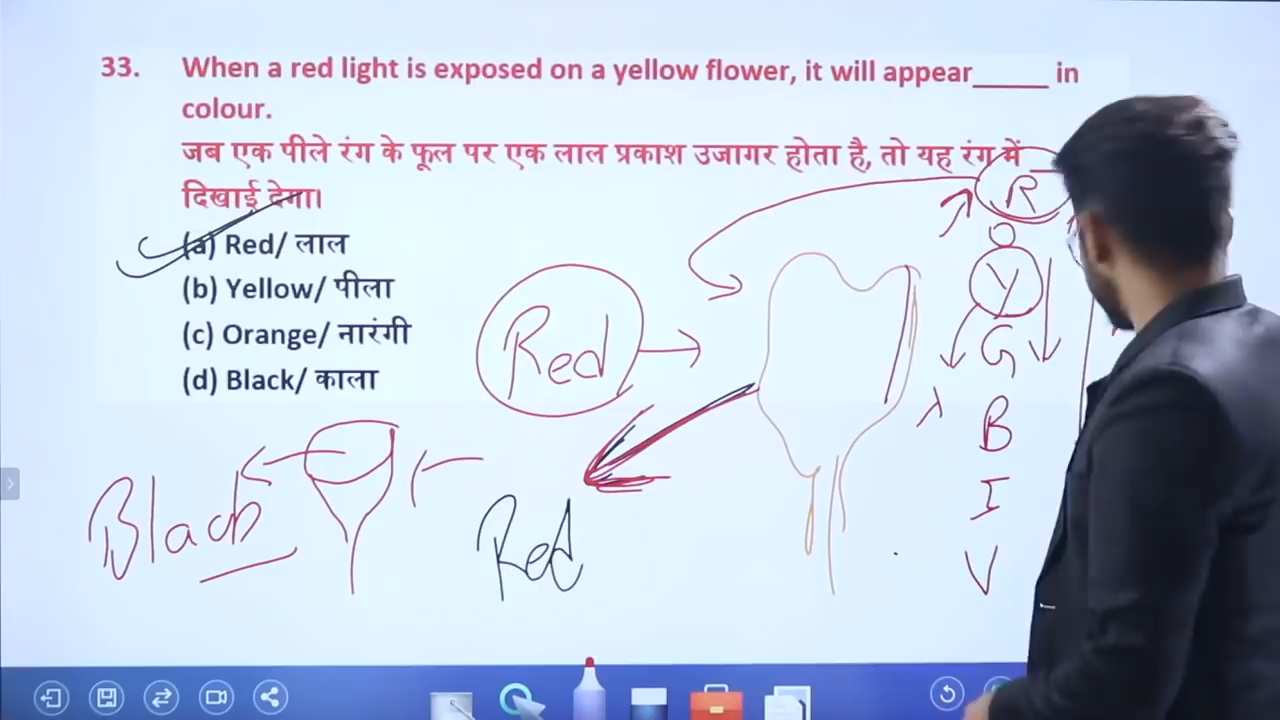 33. When a red light is exposed on a yellow flower, it will appear_____ in
colour.
जब एक पीले रंग के फूल पर एक लाल प्रकाश उजागर होता है, तो यह रंग में
दिखाई देगा।
(a) Red/ लाल
(b) Yellow/ पीला
(c) Orange/ नारंगी
(d) Black/ काला
R
O
Y
G
B
I
V
Red
λ
Black
Red